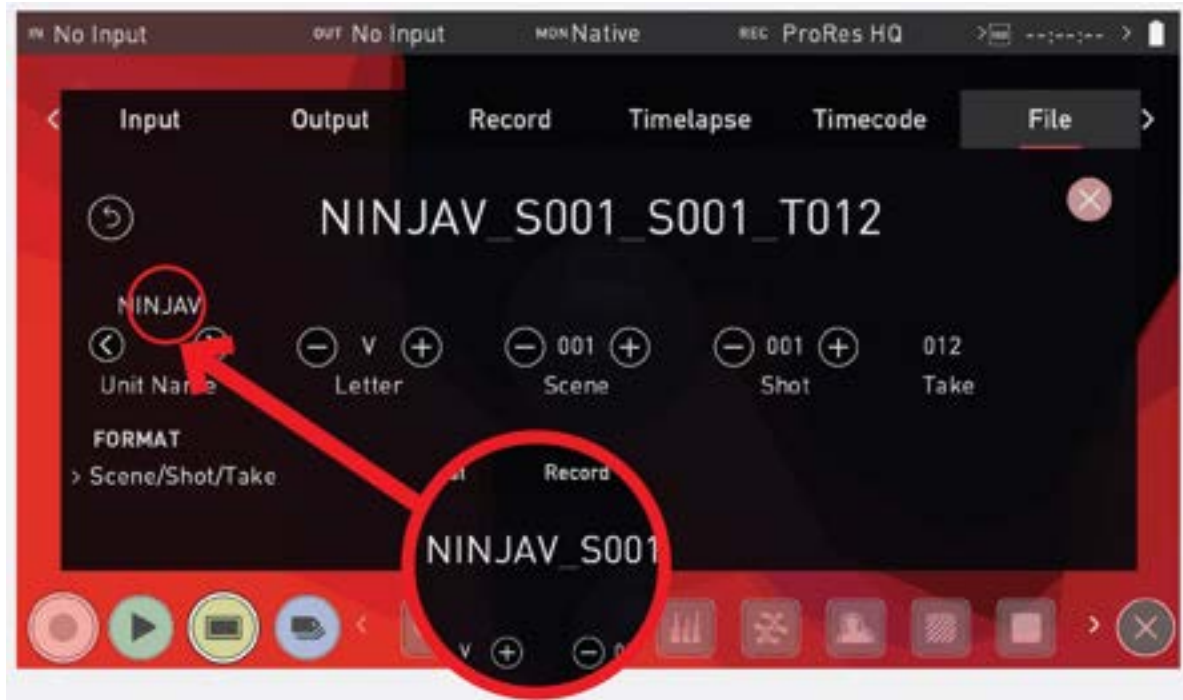 IN No Input OUT No Input MON Native REC ProRes HQ --:--:--
Input Output Record Timelapse Timecode File
NINJAV_S001_S001_T012
NINJAV
V 001 001 012
Unit Name Letter Scene Shot Take
FORMAT
Scene/Shot/Take
Record
NINJAV_S001
V